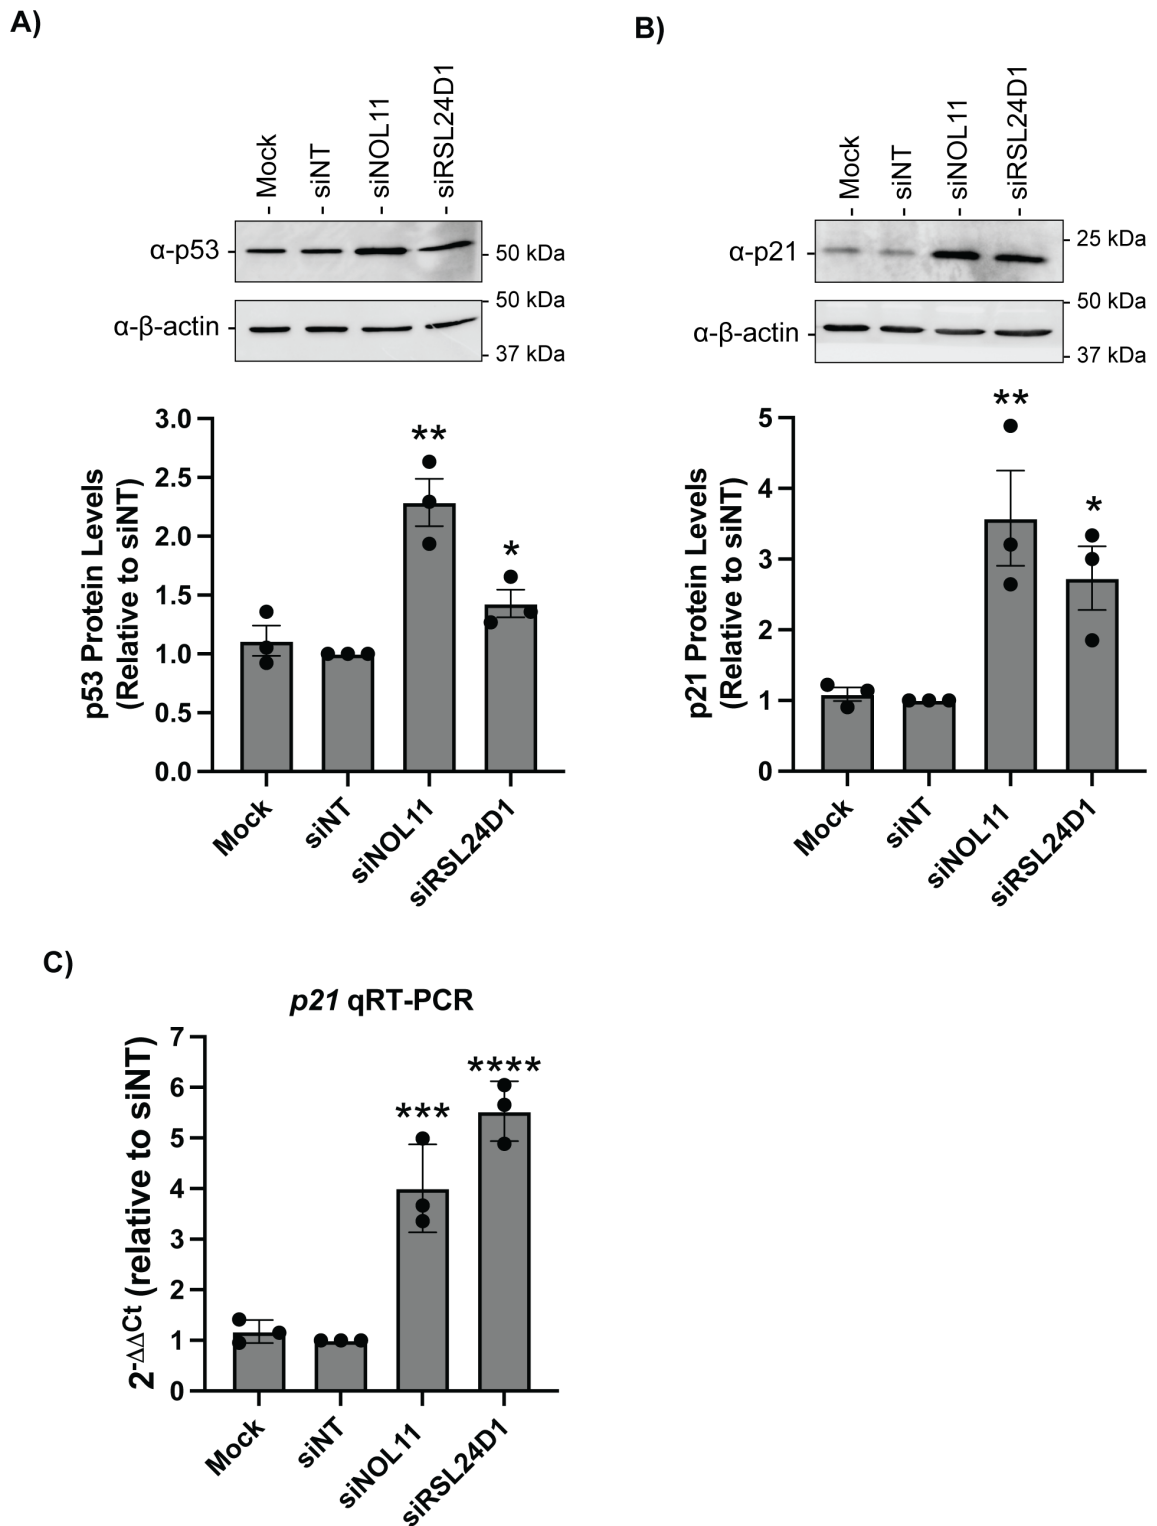 A)
Mock
siNT
siNOL11
siRSL24D1
α-p53
50 kDa
α-β-actin
50 kDa
37 kDa
p53 Protein Levels
(Relative to siNT)
3.0
2.5
2.0
1.5
1.0
0.5
0.0
**
*
Mock
siNT
siNOL11
siRSL24D1
B)
Mock
siNT
siNOL11
siRSL24D1
α-p21
25 kDa
α-β-actin
50 kDa
37 kDa
p21 Protein Levels
(Relative to siNT)
5
4
3
2
1
0
**
*
Mock
siNT
siNOL11
siRSL24D1
C)
p21 qRT-PCR
2-ΔΔCt (relative to siNT)
7
6
5
4
3
2
1
0
***
****
Mock
siNT
siNOL11
siRSL24D1